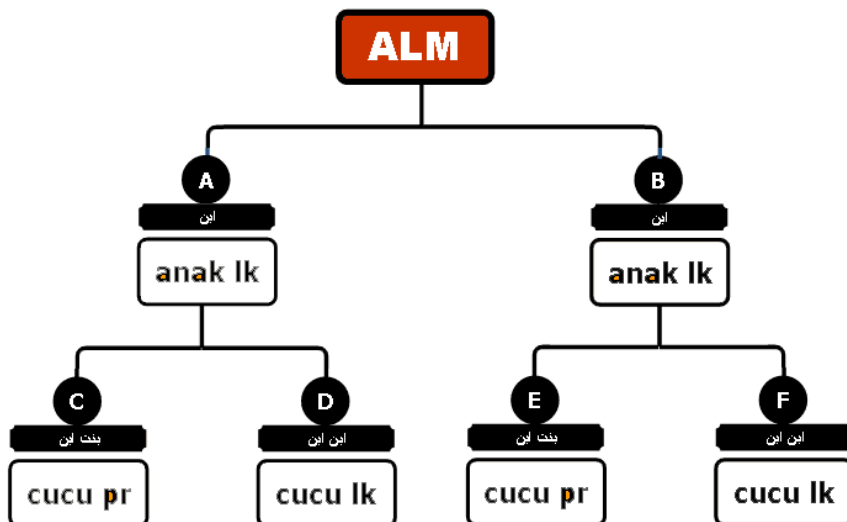 ALM
A
B
ابن
ابن
anak lk
anak lk
C
D
E
F
بنت ابن
ابن ابن
بنت ابن
ابن ابن
cucu pr
cucu lk
cucu pr
cucu lk